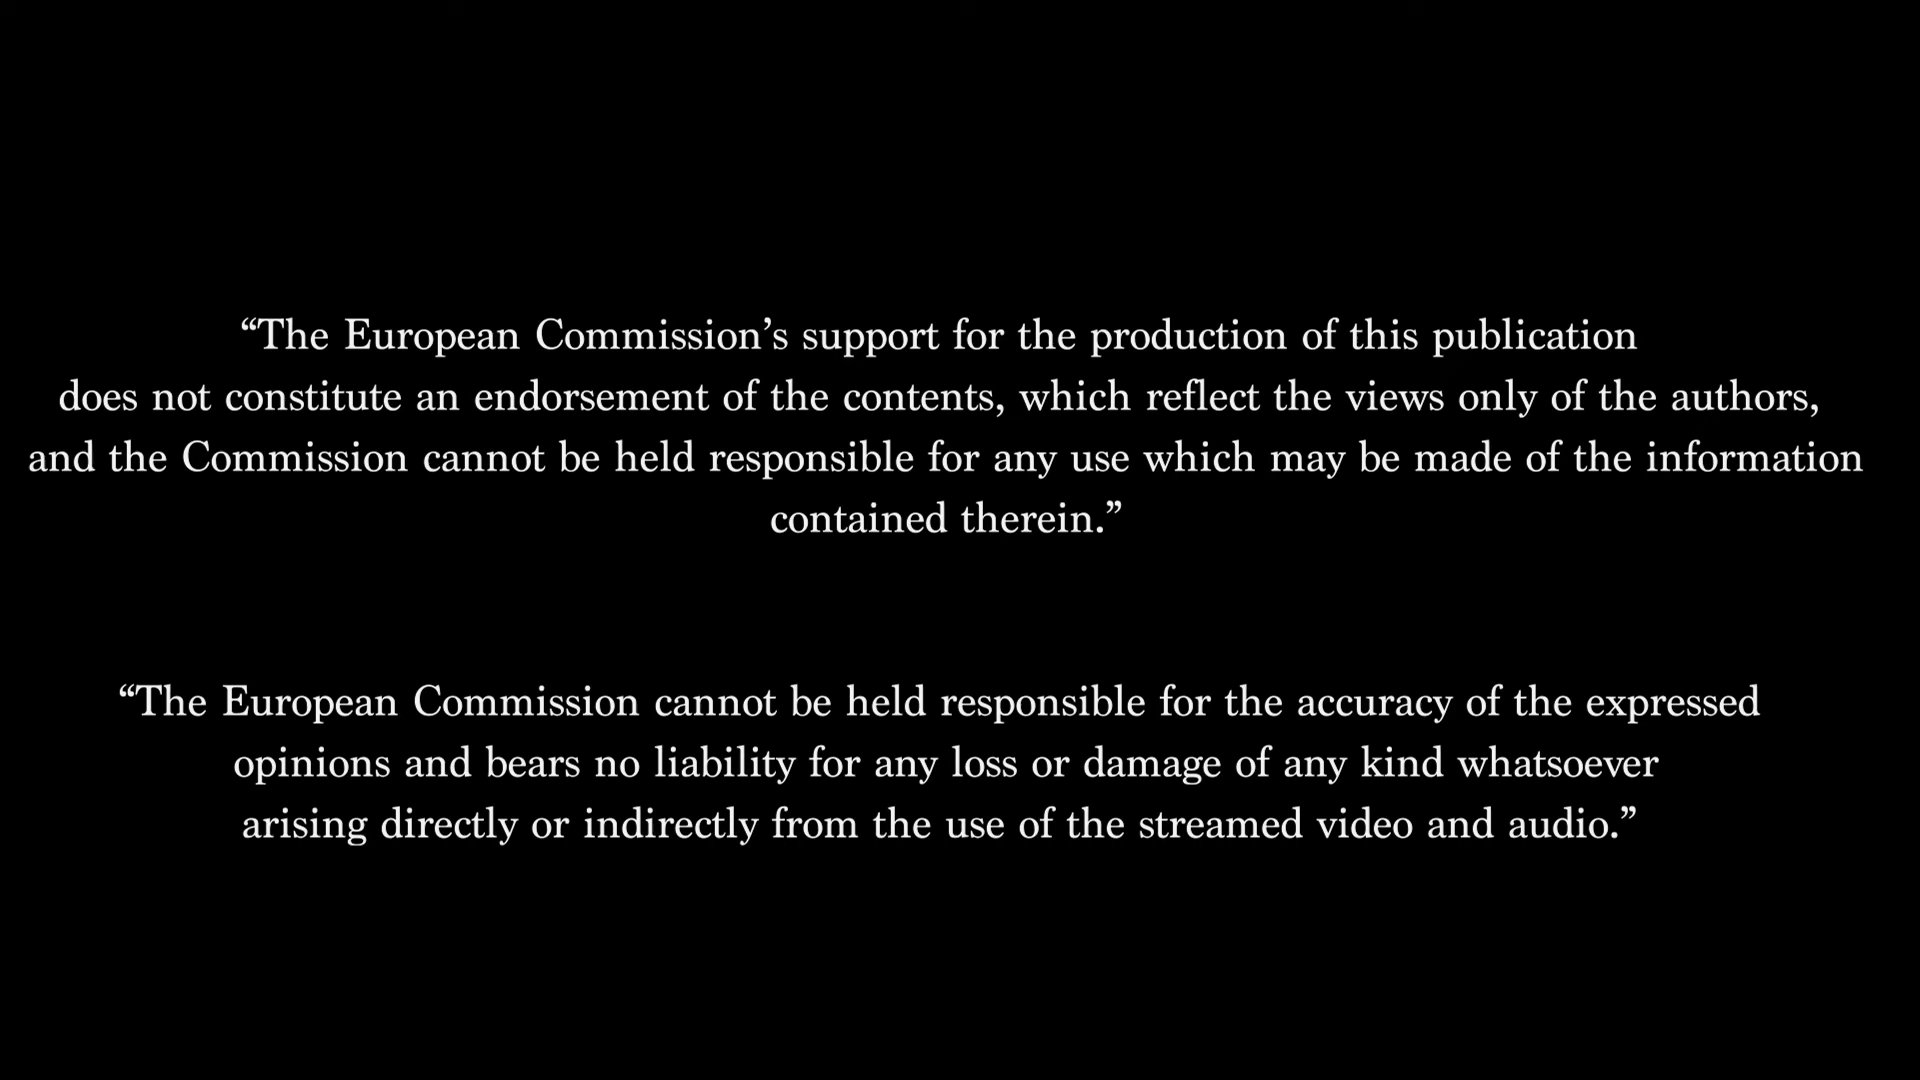 “The European Commission’s support for the production of this publication
does not constitute an endorsement of the contents, which reflect the views only of the authors,
and the Commission cannot be held responsible for any use which may be made of the information
contained therein.”
“The European Commission cannot be held responsible for the accuracy of the expressed
opinions and bears no liability for any loss or damage of any kind whatsoever
arising directly or indirectly from the use of the streamed video and audio.”